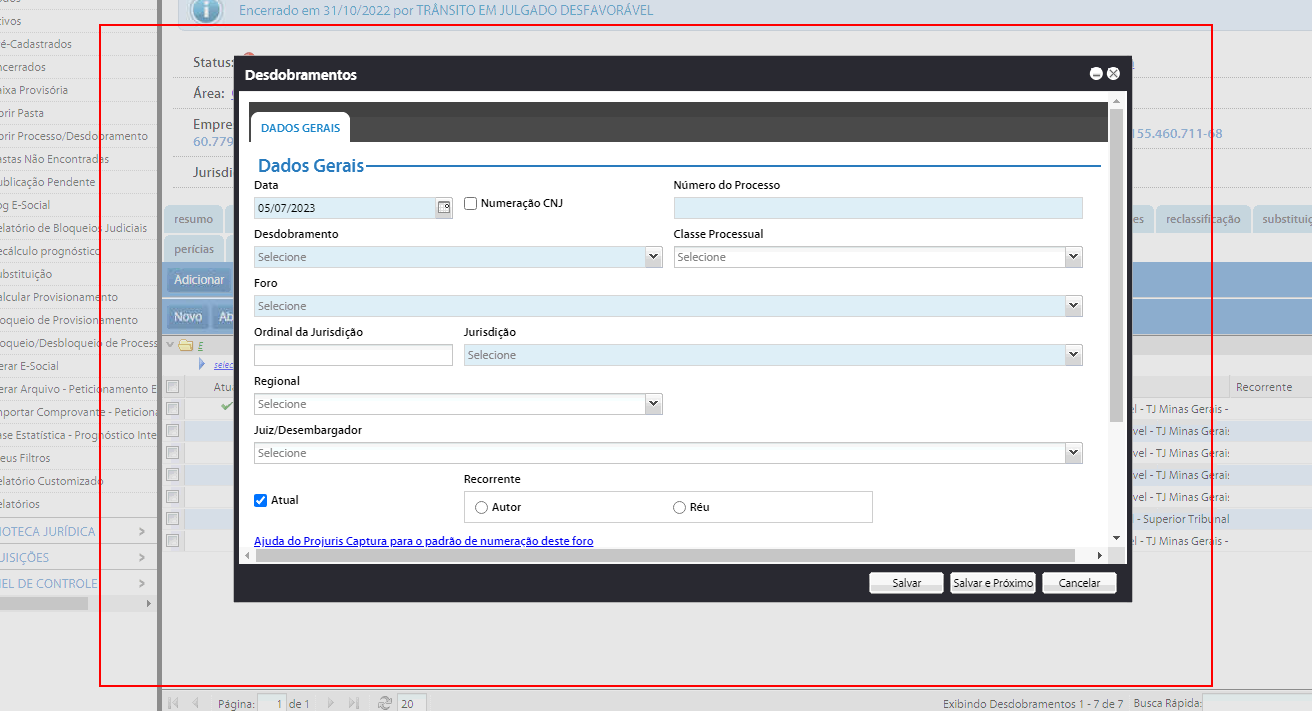 Encerrado em 31/10/2022 por TRÂNSITO EM JULGADO DESFAVORÁVEL
Status:
Área:
Empre
60.779
155.460.711-68
Jurisdi
é-Cadastrados
ncerrados
aixa Provisória
brir Pasta
brir Processo/Desdobramento
astas Não Encontradas
ublicação Pendente
og E-Social
elatório de Bloqueios Judiciais
ecálculo prognóstico
ubstituição
alcular Provisionamento
loqueio de Provisionamento
oqueio/Desbloqueio de Process
erar E-Social
erar Arquivo - Peticionamento E
mportar Comprovante - Peticiona
ase Estatística - Prognóstico Inte
eus Filtros
elatório Customizado
elatórios
IOTECA JURÍDICA
UISIÇÕES
NEL DE CONTROLE
resumo
es
reclassificação
substituiç
perícias
Adicionar
Novo
Ab
E
selec
Atua
Desdobramentos
DADOS GERAIS
Dados Gerais
Data
Número do Processo
05/07/2023
Numeração CNJ
Desdobramento
Classe Processual
Selecione
Selecione
Foro
Selecione
Ordinal da Jurisdição
Jurisdição
Selecione
Regional
Selecione
Juiz/Desembargador
Selecione
Recorrente
Atual
Autor
Réu
Ajuda do Projuris Captura para o padrão de numeração deste foro
Salvar
Salvar e Próximo
Cancelar
Recorrente
el - TJ Minas Gerais -
vel - TJ Minas Gerais
vel - TJ Minas Gerais
vel - TJ Minas Gerais
vel - TJ Minas Gerais
l - Superior Tribunal
el - TJ Minas Gerais -
Página: 1 de 1
20
Exibindo Desdobramentos 1 - 7 de 7
Busca Rápida: